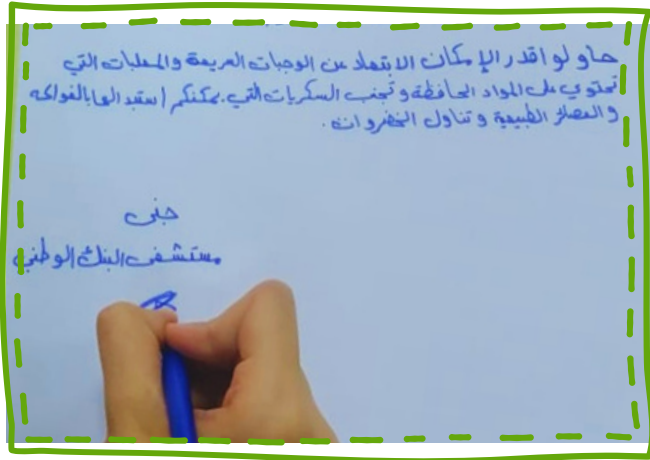 حاولوا قدر الإمكان الابتعاد عن الوجبات السريعة والمعلبات التي
تحتوي على المواد الحافظة وتجنب السكريات التي يمكنكم استبدالها بالفواكه
والعصائر الطبيعية وتناول الخضروات.
جنى
مستشفى البنك الوطني